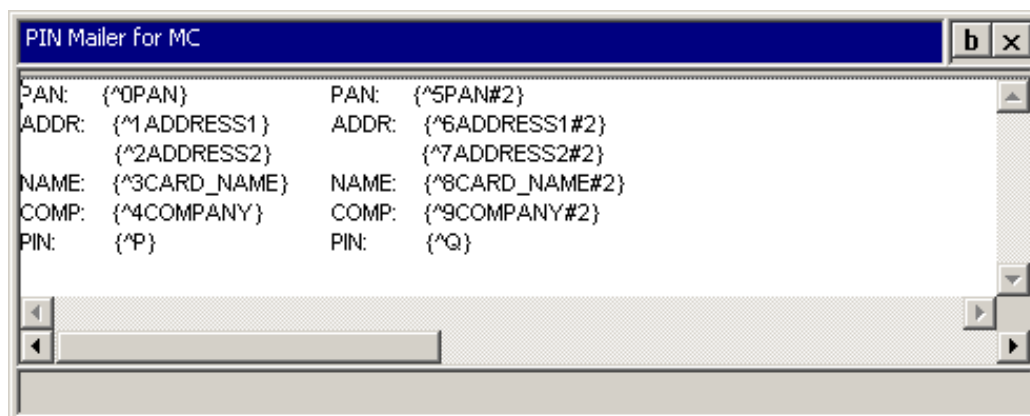 PIN Mailer for MC
b ×
PAN: {^0PAN} PAN: {^5PAN#2}
ADDR: {^1ADDRESS1} ADDR: {^6ADDRESS1#2}
{^2ADDRESS2} {^7ADDRESS2#2}
NAME: {^3CARD_NAME} NAME: {^8CARD_NAME#2}
COMP: {^4COMPANY} COMP: {^9COMPANY#2}
PIN: {^P} PIN: {^Q}